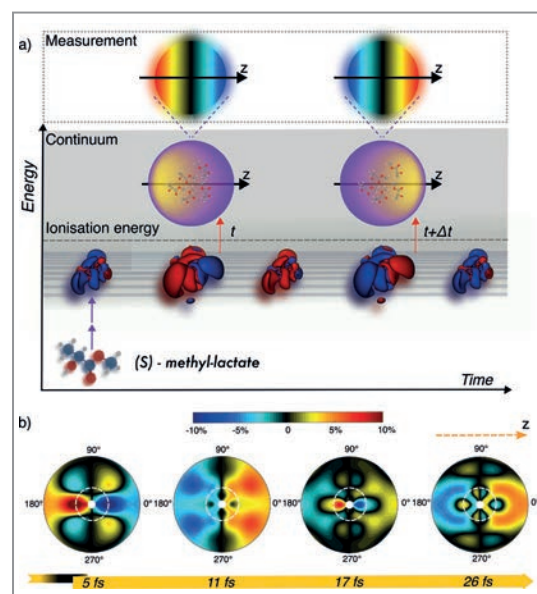 a)
Measurement
z
z
Continuum
z
z
Ionisation energy
t
t+Δt
Energy
(S) - methyl-lactate
Time
b)
-10% -5% 0 5% 10%
z
90° 90° 90° 90°
180° 0° 180° 0° 180° 0° 180° 0°
270° 270° 270° 270°
5 fs 11 fs 17 fs 26 fs